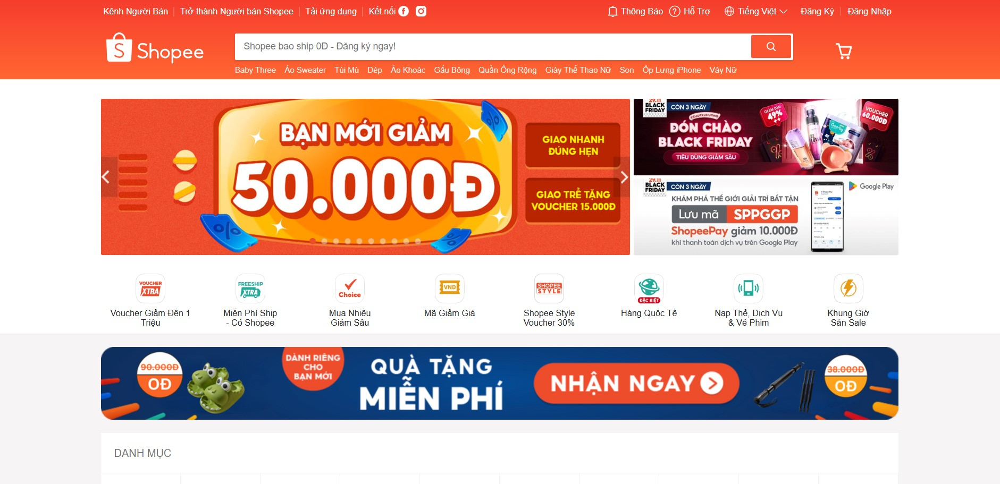 Kênh Người Bán
Trở thành Người bán Shopee
Tải ứng dụng
Kết nối
Thông Báo
Hỗ Trợ
Tiếng Việt
Đăng Ký
Đăng Nhập
Shopee
Shopee bao ship 0Đ - Đăng ký ngay!
Baby Three
Áo Sweater
Túi Mù
Dép
Áo Khoác
Gấu Bông
Quần Ống Rộng
Giày Thể Thao Nữ
Son
Ốp Lưng iPhone
Váy Nữ
BẠN MỚI GIẢM
50.000Đ
GIAO NHANH
ĐÚNG HẸN
GIAO TRỄ TẶNG
VOUCHER 15.000Đ
29.11
BLACK
FRIDAY
CÒN 3 NGÀY
#SHOPXUHUONG
ĐÓN CHÀO
BLACK FRIDAY
TIÊU DÙNG GIẢM SÂU
GIẢM ĐẬM
49%
VOUCHER
60.000Đ
29.11
BLACK
FRIDAY
CÒN 3 NGÀY
Google Play
KHÁM PHÁ THẾ GIỚI GIẢI TRÍ BẤT TẬN
Lưu mã SPPGGP
ShopeePay giảm 10.000Đ
khi thanh toán dịch vụ trên Google Play
VOUCHER
XTRA
Voucher Giảm Đến 1
Triệu
FREESHIP
XTRA
Miễn Phí Ship
- Có Shopee
Choice
Mua Nhiều
Giảm Sâu
VND
Mã Giảm Giá
SHOPEE
STYLE
Shopee Style
Voucher 30%
ĐẶC BIỆT
Hàng Quốc Tế
Nạp Thẻ, Dịch Vụ
& Vé Phim
Khung Giờ
Săn Sale
90.000Đ
0Đ
DÀNH RIÊNG
CHO
BẠN MỚI
QUÀ TẶNG
MIỄN PHÍ
NHẬN NGAY
38.000Đ
0Đ
DANH MỤC